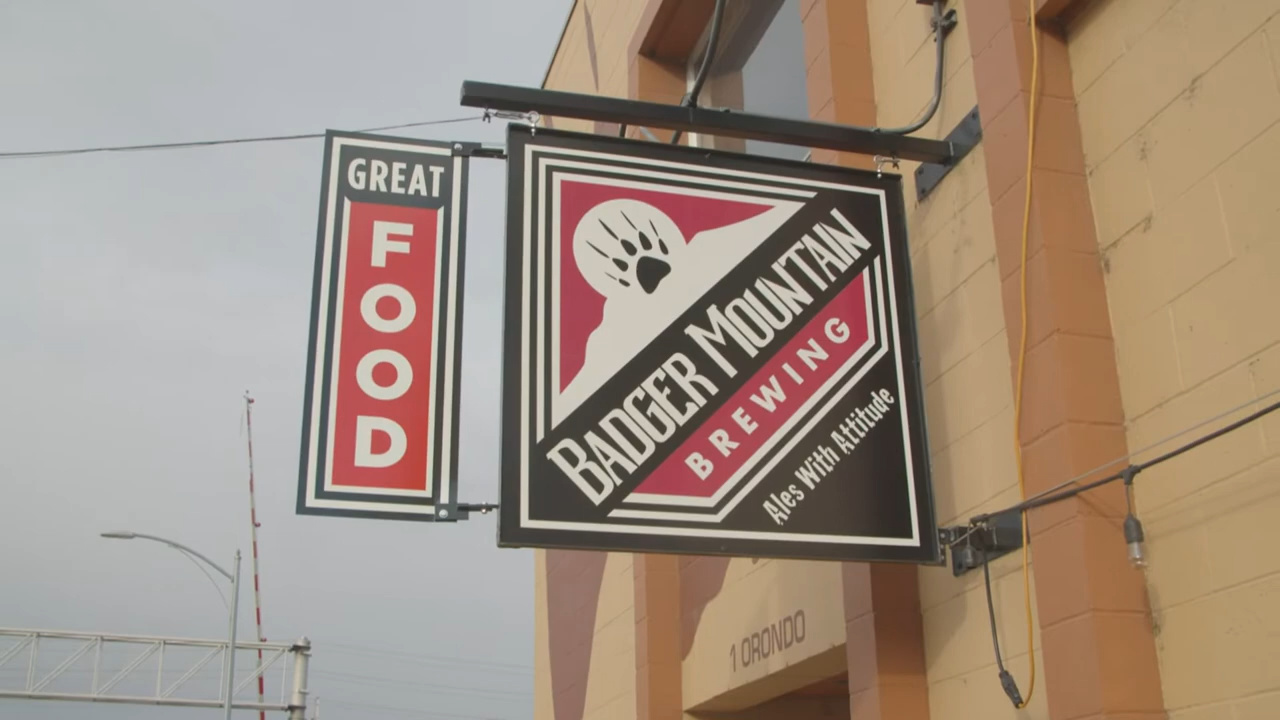 GREAT
FOOD
BADGER MOUNTAIN
BREWING
Ales With Attitude
1 ORONDO